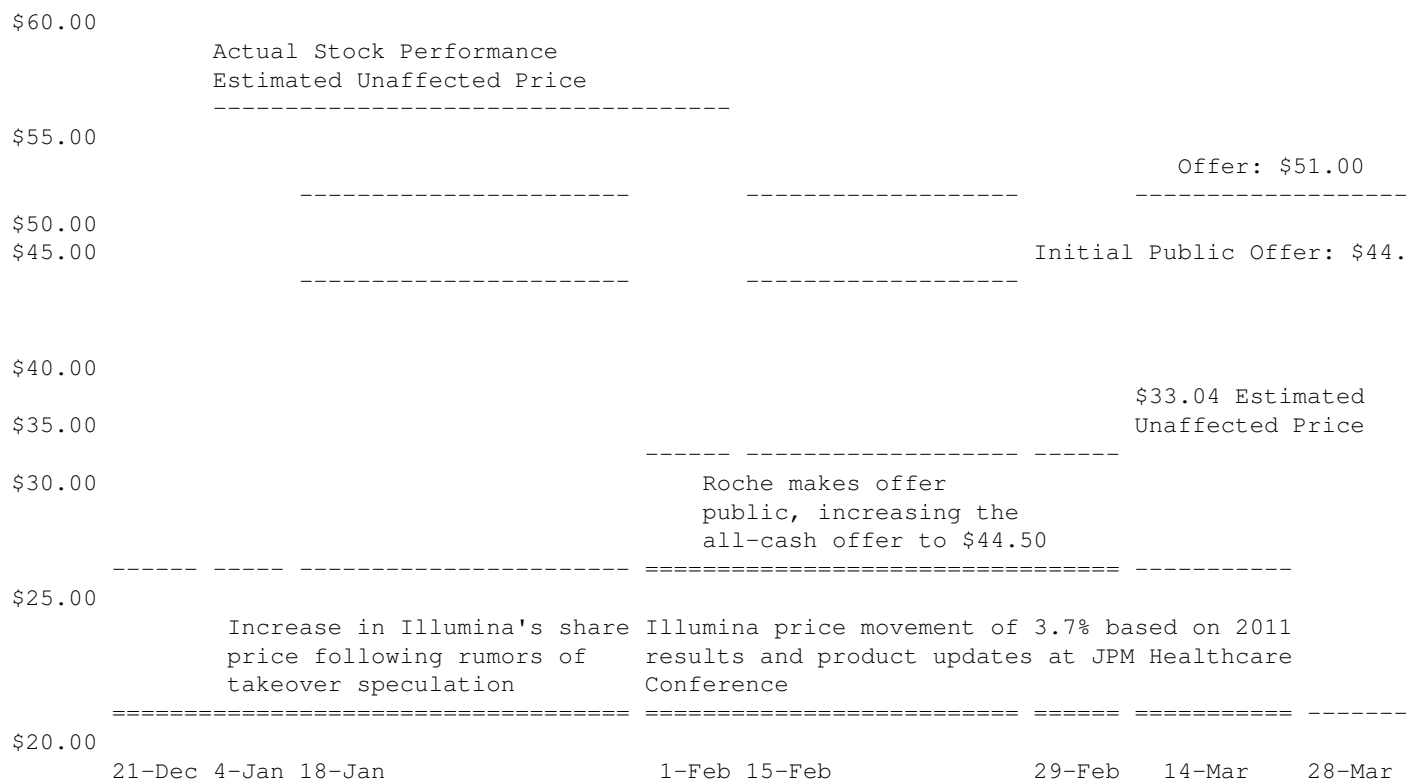 $60.00
Actual Stock Performance
Estimated Unaffected Price
------------------------------------
$55.00
Offer: $51.00
----------------------- ------------------- -------------------
$50.00
$45.00 Initial Public Offer: $44.
----------------------- -------------------
$40.00
$33.04 Estimated
$35.00 Unaffected Price
------ ------------------- ------
$30.00 Roche makes offer
public, increasing the
all-cash offer to $44.50
------ ----- ----------------------- ================================= -----------
$25.00
Increase in Illumina's share Illumina price movement of 3.7% based on 2011
price following rumors of results and product updates at JPM Healthcare
takeover speculation Conference
==================================== ========================== ====== =========== -------
$20.00
21-Dec 4-Jan 18-Jan 1-Feb 15-Feb 29-Feb 14-Mar 28-Mar